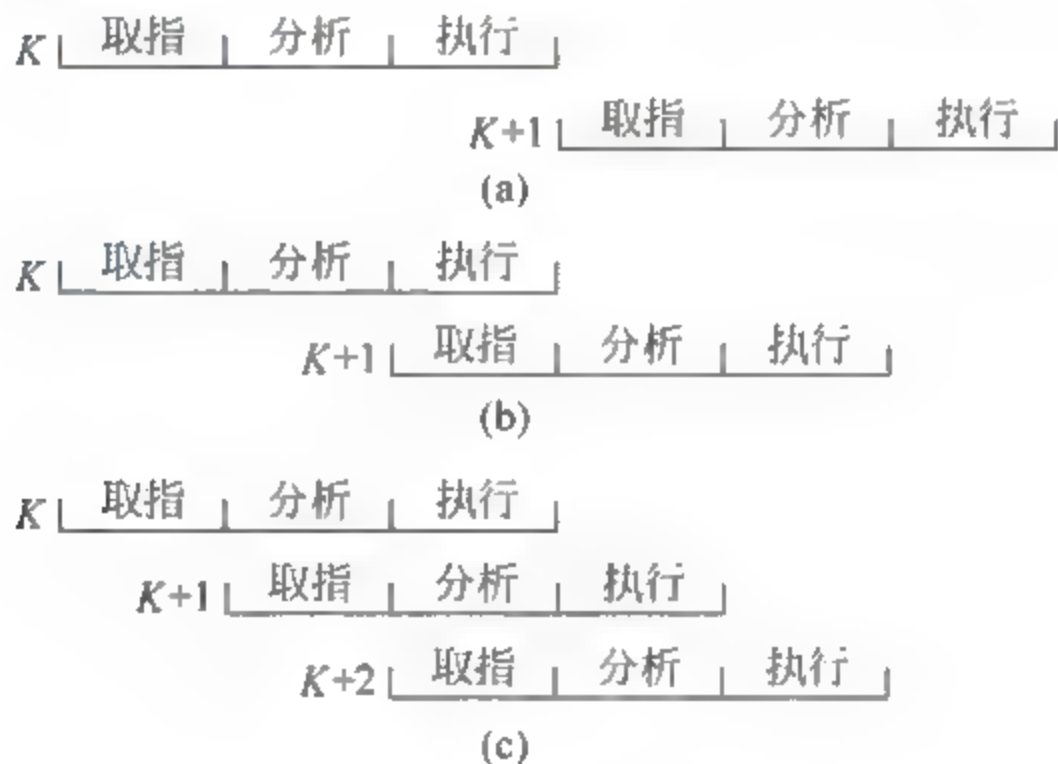 K 取指 分析 执行
K+1 取指 分析 执行
(a)
K 取指 分析 执行
K+1 取指 分析 执行
(b)
K 取指 分析 执行
K+1 取指 分析 执行
K+2 取指 分析 执行
(c)